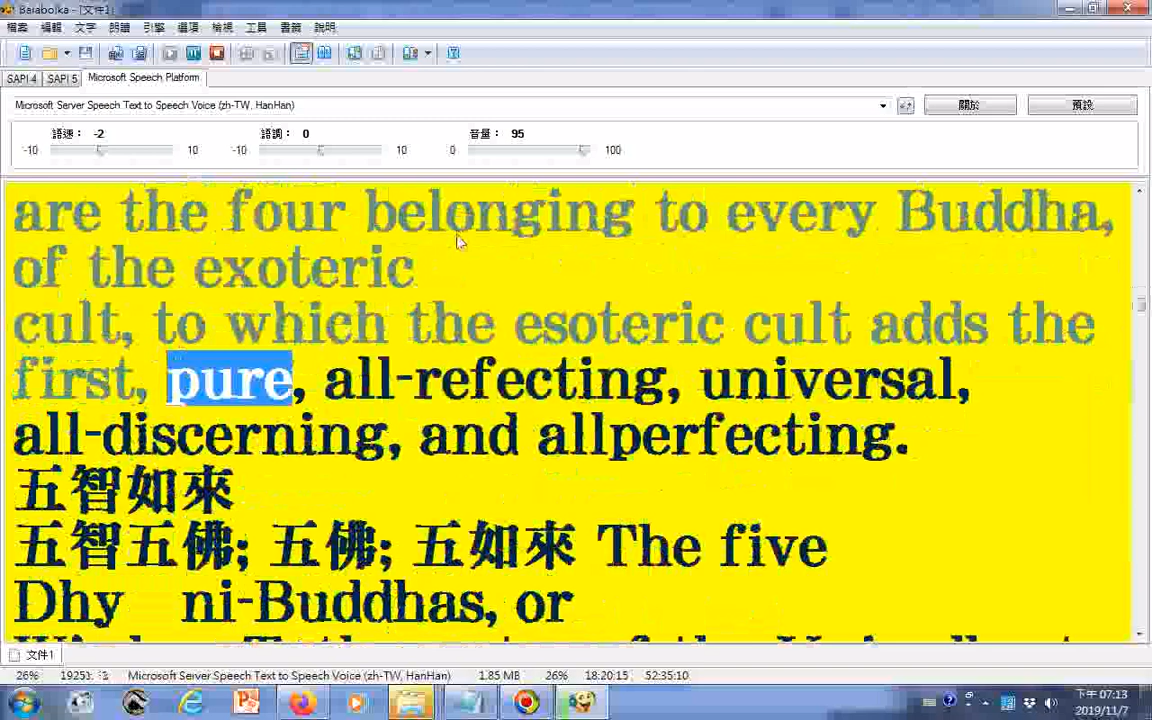 Balabolka - [文件1]
檔案 編輯 文字 朗讀 引擎 選項 檢視 工具 書籤 說明
SAPI 4 SAPI 5 Microsoft Speech Platform
Microsoft Server Speech Text to Speech Voice (zh-TW, HanHan) 關於 預設
語速： -2 語調： 0 音量： 95
-10 10 -10 10 0 100
are the four belonging to every Buddha,
of the exoteric
cult, to which the esoteric cult adds the
first, pure, all-refecting, universal,
all-discerning, and allperfecting.
五智如來
五智五佛; 五佛; 五如來 The five
Dhy ni-Buddhas, or
文件1
26% Microsoft Server Speech Text to Speech Voice (zh-TW, HanHan) 1.85 MB 26% 18:20:15 52:35:10
下午 07:13
2019/11/7